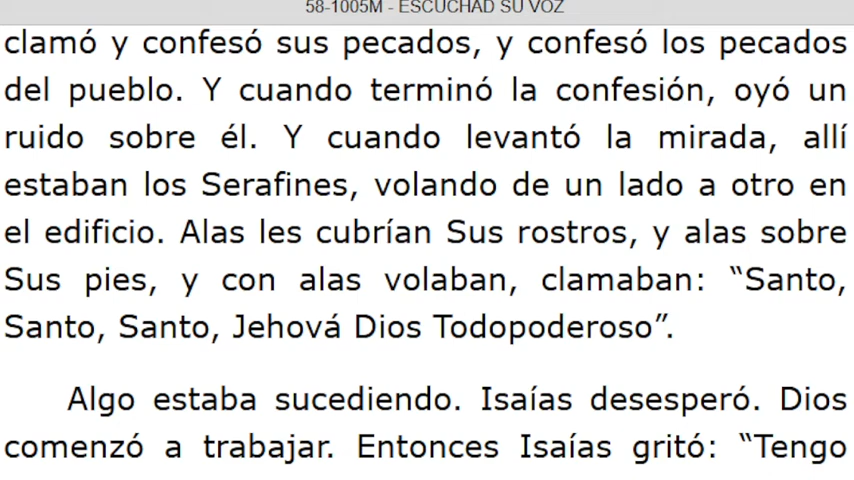 58-1005M - ESCUCHAD SU VOZ
clamó y confesó sus pecados, y confesó los pecados
del pueblo. Y cuando terminó la confesión, oyó un
ruido sobre él. Y cuando levantó la mirada, allí
estaban los Serafines, volando de un lado a otro en
el edificio. Alas les cubrían Sus rostros, y alas sobre
Sus pies, y con alas volaban, clamaban: “Santo,
Santo, Santo, Jehová Dios Todopoderoso”.
Algo estaba sucediendo. Isaías desesperó. Dios
comenzó a trabajar. Entonces Isaías gritó: “Tengo